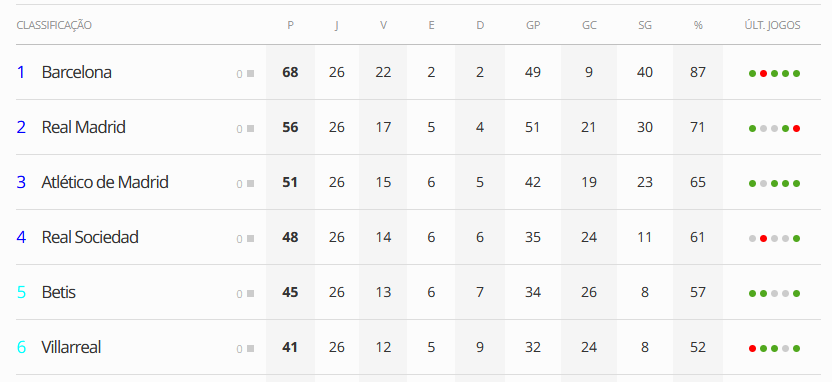 CLASSIFICAÇÃO P J V E D GP GC SG % ÚLT. JOGOS
1 Barcelona 0 68 26 22 2 2 49 9 40 87
2 Real Madrid 0 56 26 17 5 4 51 21 30 71
3 Atlético de Madrid 0 51 26 15 6 5 42 19 23 65
4 Real Sociedad 0 48 26 14 6 6 35 24 11 61
5 Betis 0 45 26 13 6 7 34 26 8 57
6 Villarreal 0 41 26 12 5 9 32 24 8 52